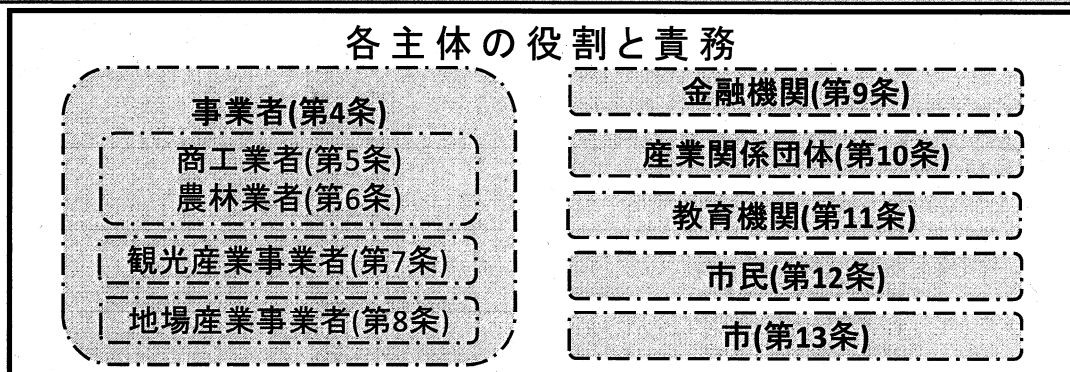 各主体の役割と責務
事業者(第4条)
商工業者(第5条)
農林業者(第6条)
観光産業事業者(第7条)
地場産業事業者(第8条)
金融機関(第9条)
産業関係団体(第10条)
教育機関(第11条)
市民(第12条)
市(第13条)